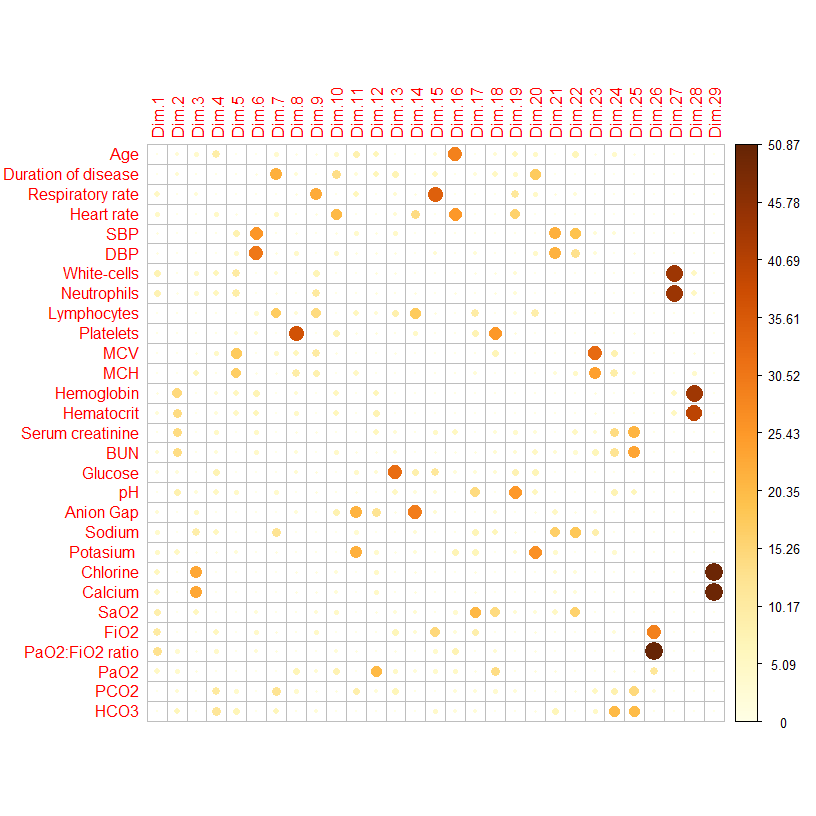 Dim.1
Dim.2
Dim.3
Dim.4
Dim.5
Dim.6
Dim.7
Dim.8
Dim.9
Dim.10
Dim.11
Dim.12
Dim.13
Dim.14
Dim.15
Dim.16
Dim.17
Dim.18
Dim.19
Dim.20
Dim.21
Dim.22
Dim.23
Dim.24
Dim.25
Dim.26
Dim.27
Dim.28
Dim.29
Age
Duration of disease
Respiratory rate
Heart rate
SBP
DBP
White-cells
Neutrophils
Lymphocytes
Platelets
MCV
MCH
Hemoglobin
Hematocrit
Serum creatinine
BUN
Glucose
pH
Anion Gap
Sodium
Potasium
Chlorine
Calcium
SaO2
FiO2
PaO2:FiO2 ratio
PaO2
PCO2
HCO3
50.87
45.78
40.69
35.61
30.52
25.43
20.35
15.26
10.17
5.09
0